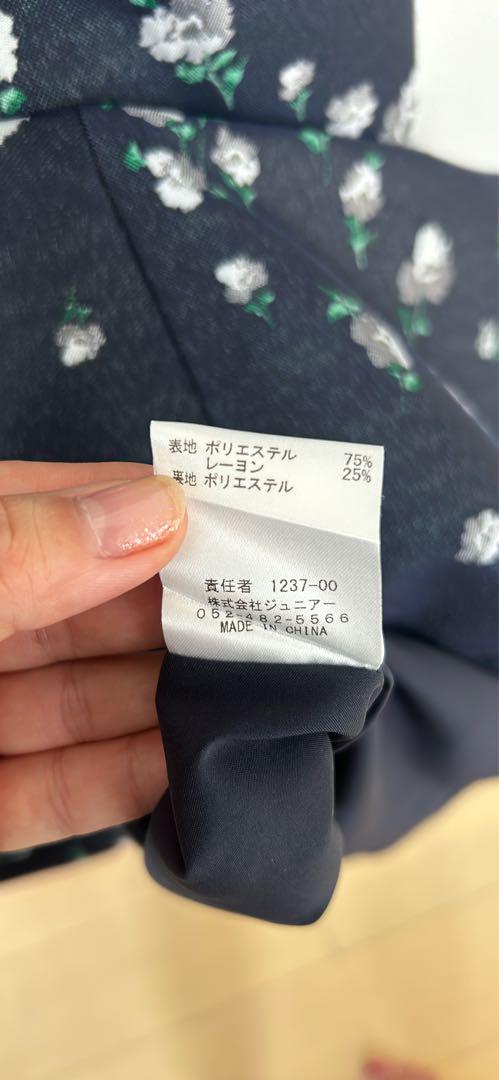 表地 ポリエステル 75%
レーヨン 25%
裏地 ポリエステル
責任者 1237-00
株式会社ジュニアー
052-482-5566
MADE IN CHINA